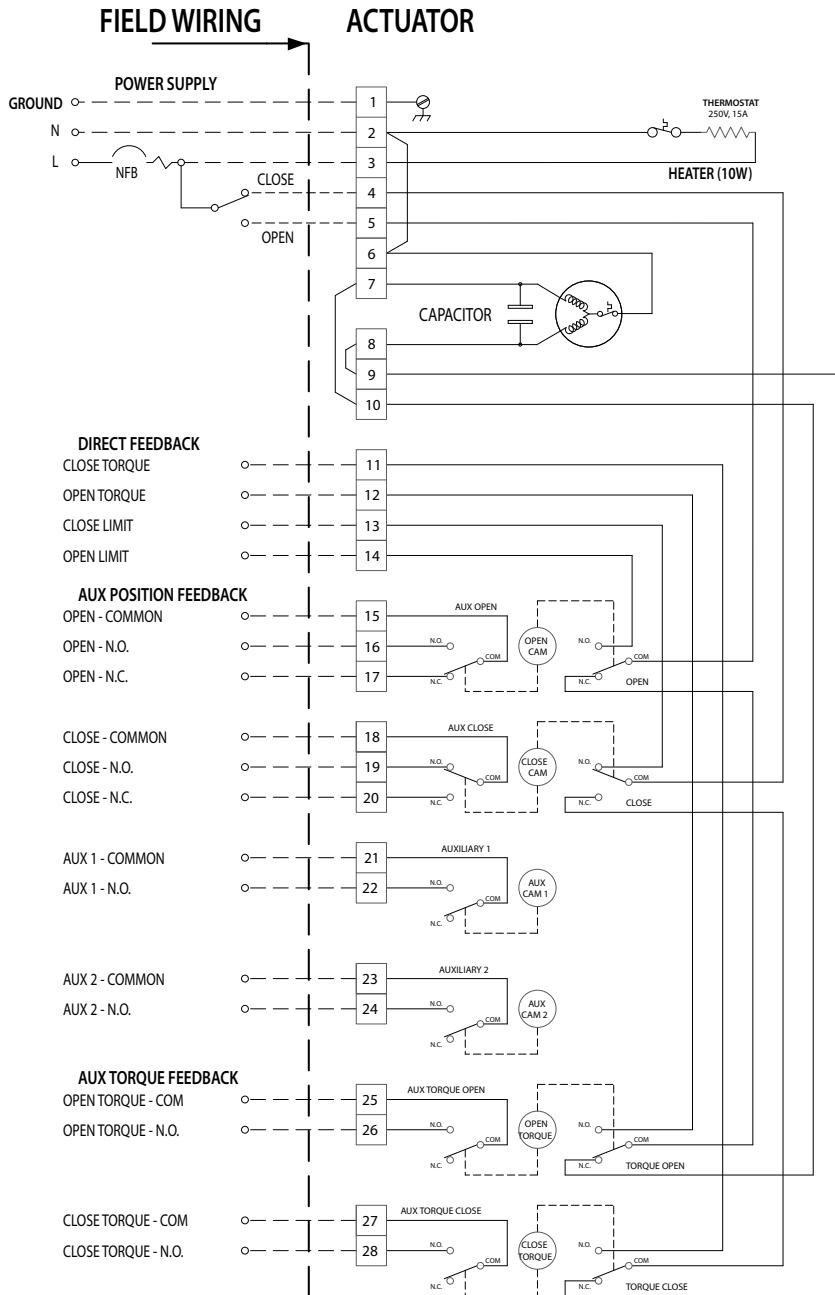 FIELD WIRING
ACTUATOR
POWER SUPPLY
GROUND
1
N
2
THERMOSTAT
250V, 15A
L
NFB
3
HEATER (10W)
CLOSE
4
OPEN
5
6
7
CAPACITOR
8
9
10
DIRECT FEEDBACK
CLOSE TORQUE
11
OPEN TORQUE
12
CLOSE LIMIT
13
OPEN LIMIT
14
AUX POSITION FEEDBACK
OPEN - COMMON
15
AUX OPEN
OPEN - N.O.
16
N.O.
OPEN
CAM
N.O.
OPEN - N.C.
17
N.C.
COM
N.C.
COM
OPEN
CLOSE - COMMON
18
AUX CLOSE
CLOSE - N.O.
19
N.O.
COM
CLOSE
CAM
N.O.
COM
CLOSE - N.C.
20
N.C.
N.C.
CLOSE
AUX 1 - COMMON
21
AUXILIARY 1
AUX 1 - N.O.
22
N.O.
COM
N.C.
AUX
CAM 1
AUX 2 - COMMON
23
AUXILIARY 2
AUX 2 - N.O.
24
N.O.
COM
N.C.
AUX
CAM 2
AUX TORQUE FEEDBACK
OPEN TORQUE - COM
25
AUX TORQUE OPEN
OPEN TORQUE - N.O.
26
N.O.
COM
N.C.
OPEN
TORQUE
N.O.
COM
N.C.
TORQUE OPEN
CLOSE TORQUE - COM
27
AUX TORQUE CLOSE
CLOSE TORQUE - N.O.
28
N.O.
COM
N.C.
CLOSE
TORQUE
N.O.
COM
N.C.
TORQUE CLOSE